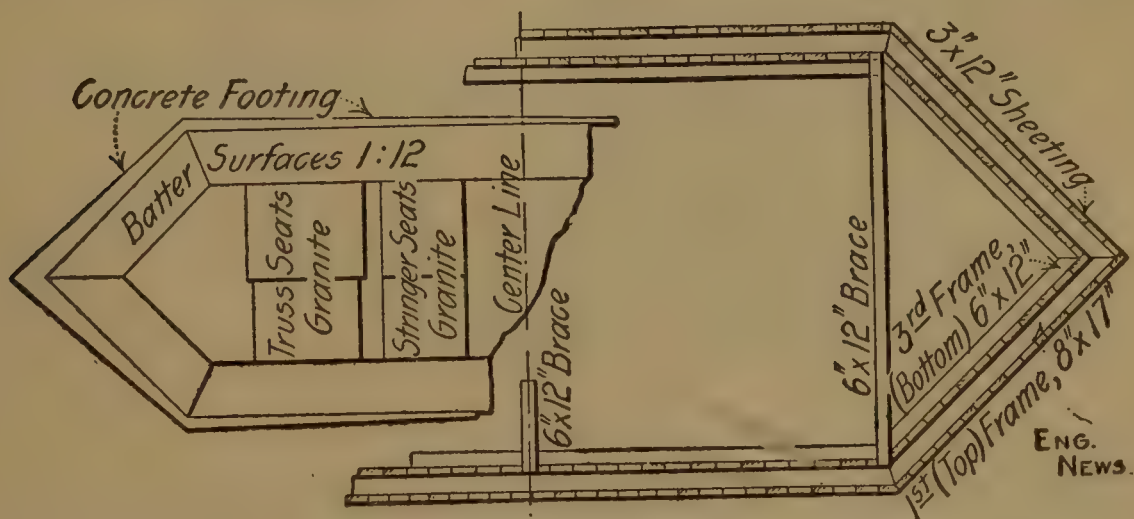 Concrete Footing
Surfaces 1:12
Batter
Truss Seats
Granite
Stringer Seats
Granite
Center Line
6"x12" Brace
6"x12" Brace
3"x12" Sheeting
3rd Frame,
(Bottom) 6"x12"
1st (Top) Frame, 8"x17"
ENG.
NEWS.